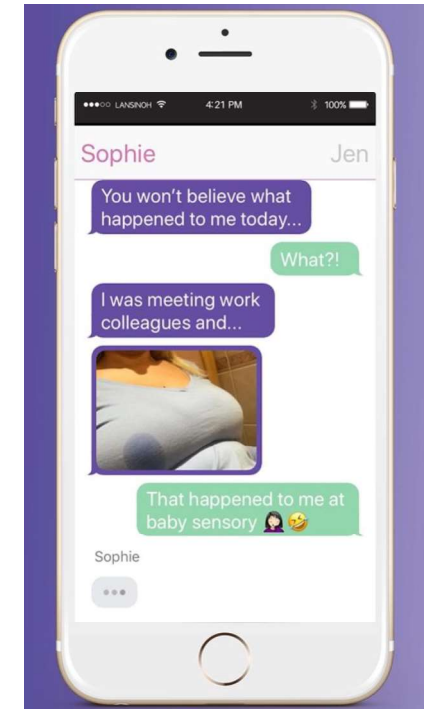 LANSINOH 4:21 PM 100%
Sophie Jen
You won't believe what
happened to me today...
What?!
I was meeting work
colleagues and...
That happened to me at
baby sensory 🤦🏻‍♀️🤣
Sophie